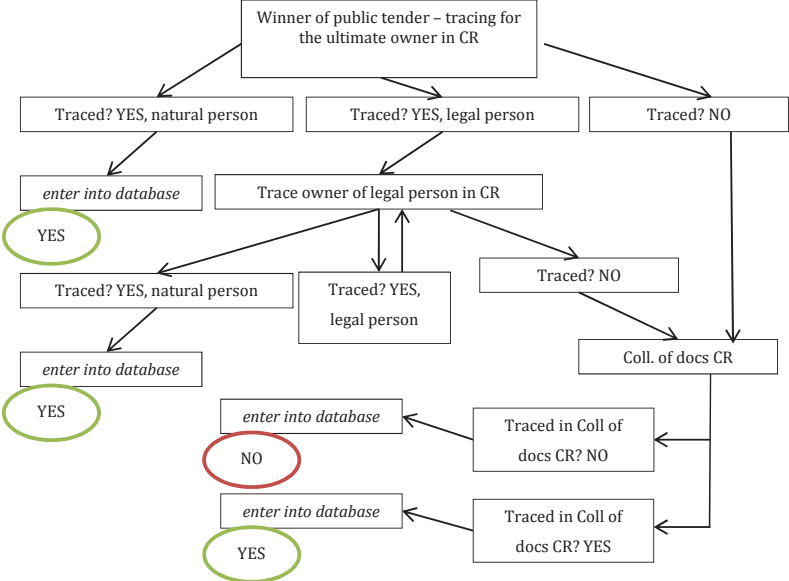 Winner of public tender – tracing for
the ultimate owner in CR
Traced? YES, natural person
Traced? YES, legal person
Traced? NO
enter into database
YES
Trace owner of legal person in CR
Traced? YES, natural person
Traced? YES,
legal person
Traced? NO
enter into database
YES
Coll. of docs CR
enter into database
NO
Traced in Coll of
docs CR? NO
enter into database
YES
Traced in Coll of
docs CR? YES